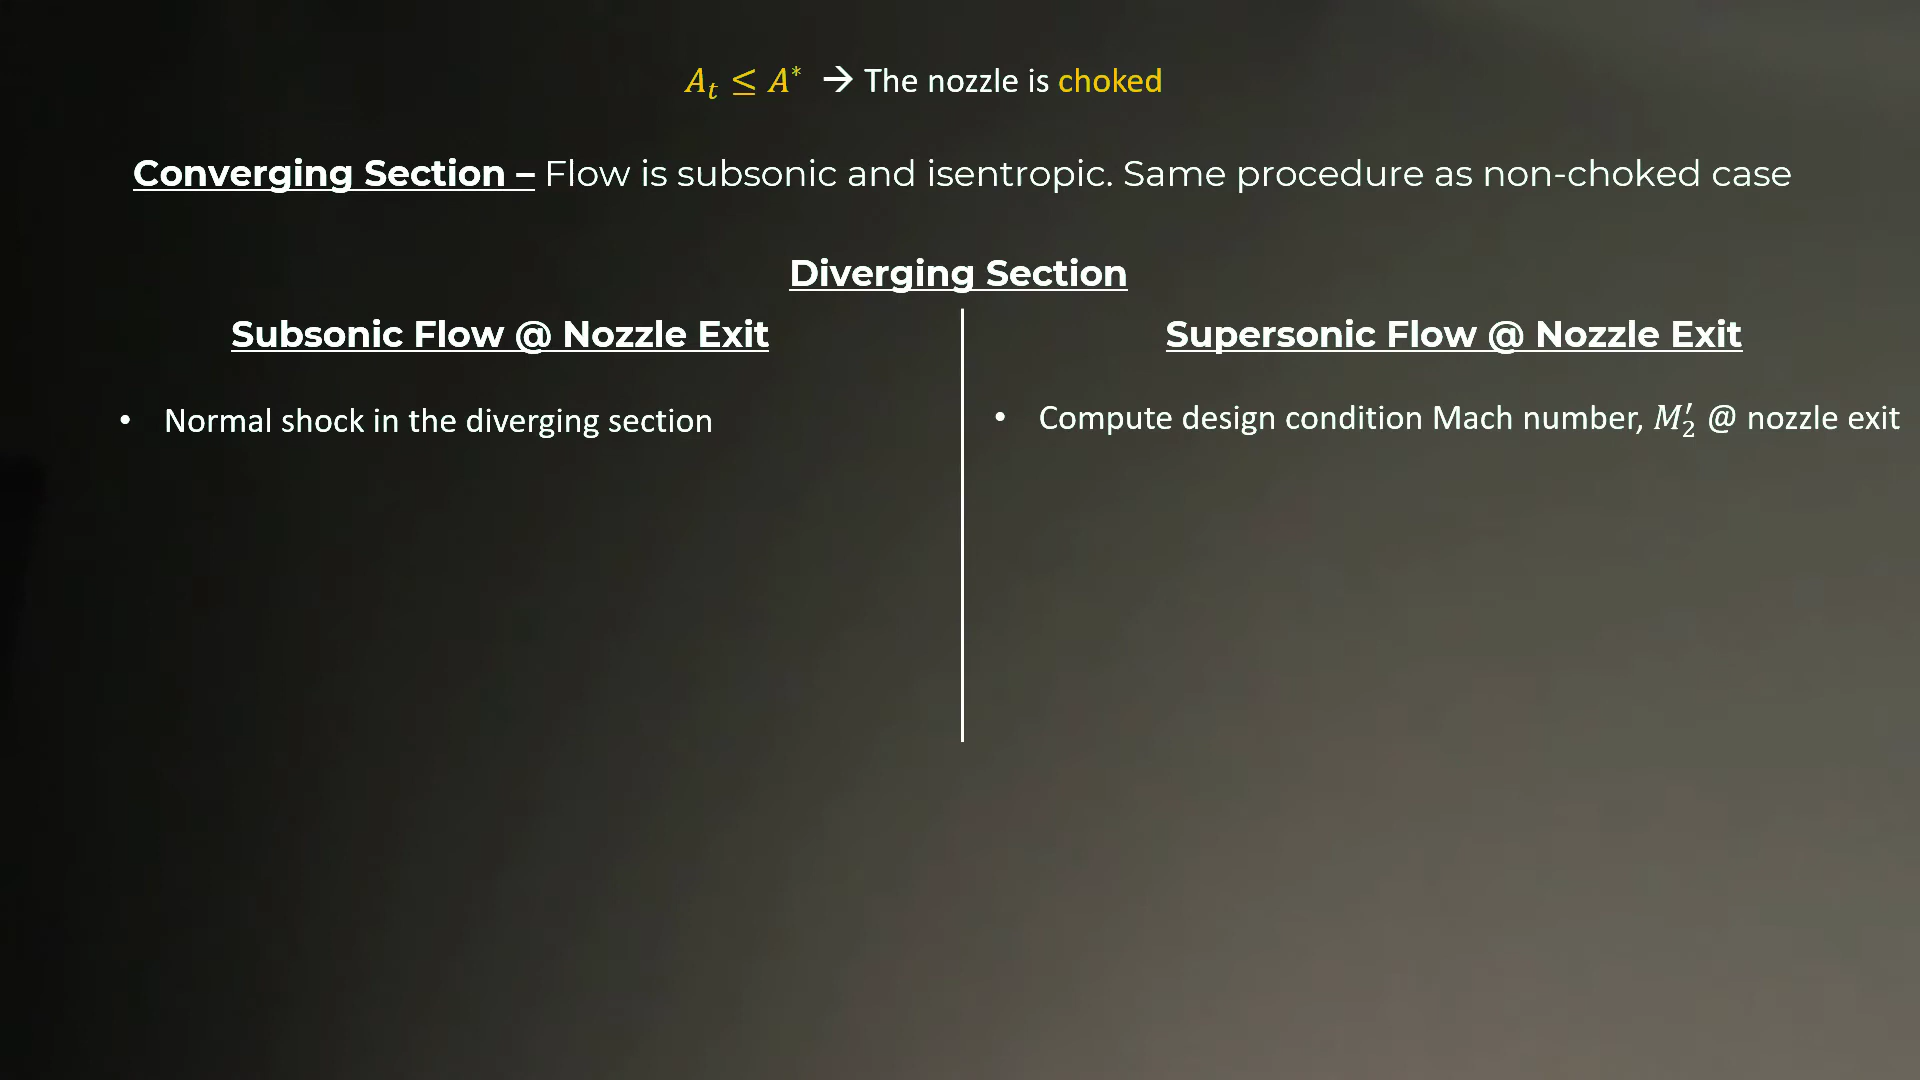 A_t ≤ A* → The nozzle is choked
Converging Section – Flow is subsonic and isentropic. Same procedure as non-choked case
Diverging Section
Subsonic Flow @ Nozzle Exit
• Normal shock in the diverging section
Supersonic Flow @ Nozzle Exit
• Compute design condition Mach number, M₂′ @ nozzle exit